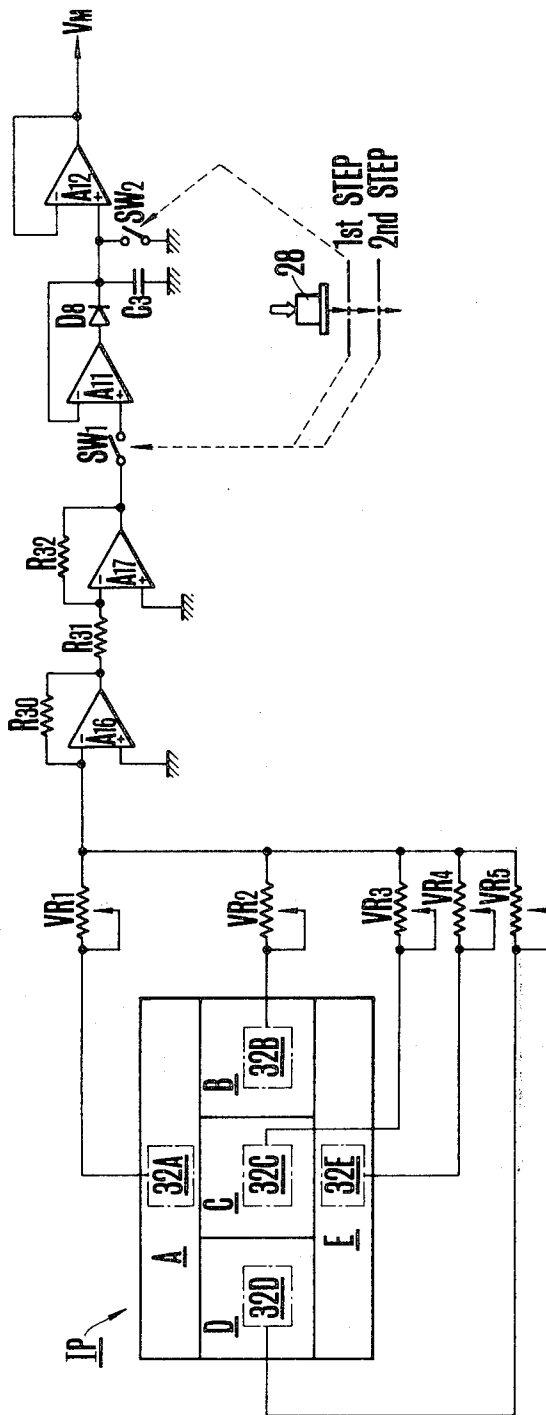 IP
A
32A
B
32B
C
32C
D
32D
E
32E
VR1
VR2
VR3
VR4
VR5
R30
A16
- +
R31
R32
A17
- +
SW1
A11
- +
D8
C3
SW2
A12
- +
VM
28
1st STEP
2nd STEP